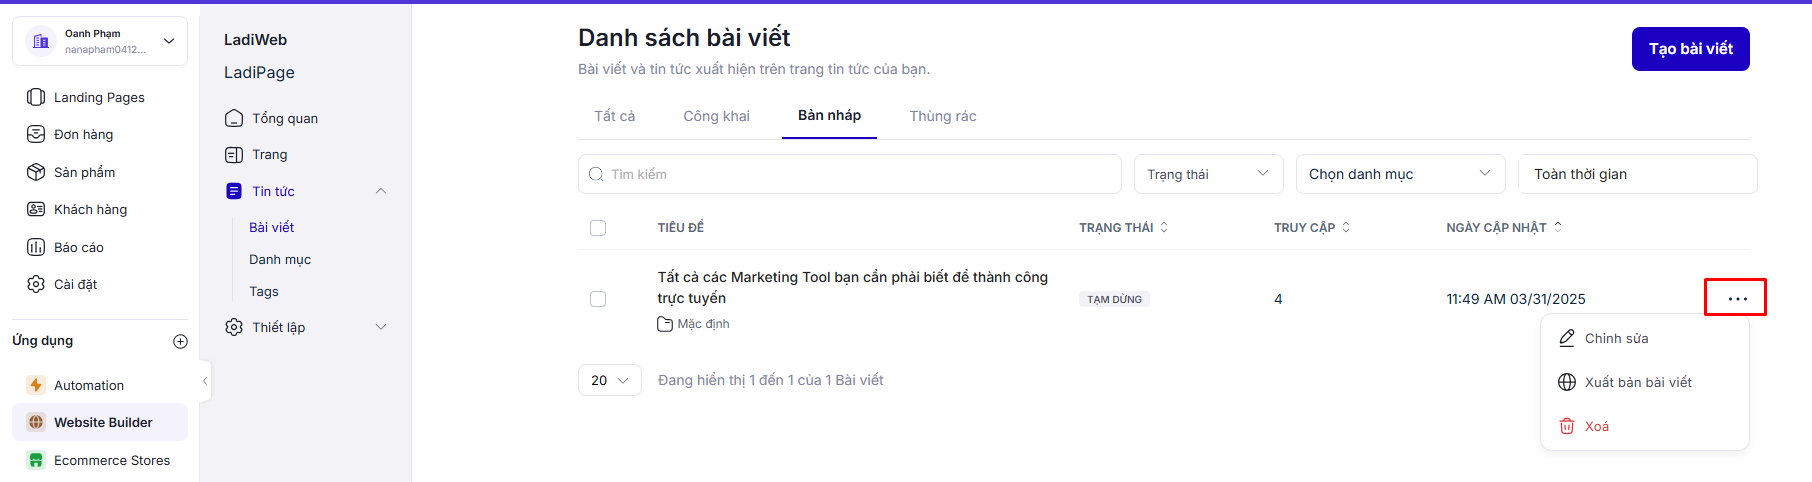 Oanh Phạm
nanapham0412...
Landing Pages
Đơn hàng
Sản phẩm
Khách hàng
Báo cáo
Cài đặt
Ứng dụng
Automation
Website Builder
Ecommerce Stores
LadiWeb
LadiPage
Tổng quan
Trang
Tin tức
Bài viết
Danh mục
Tags
Thiết lập
Danh sách bài viết
Bài viết và tin tức xuất hiện trên trang tin tức của bạn.
Tạo bài viết
Tất cả
Công khai
Bản nháp
Thùng rác
Tìm kiếm
Trạng thái
Chọn danh mục
Toàn thời gian
TIÊU ĐỀ
TRẠNG THÁI
TRUY CẬP
NGÀY CẬP NHẬT
Tất cả các Marketing Tool bạn cần phải biết để thành công
trực tuyến
Mặc định
TẠM DỪNG
4
11:49 AM 03/31/2025
Chỉnh sửa
Xuất bản bài viết
Xoá
20
Đang hiển thị 1 đến 1 của 1 Bài viết